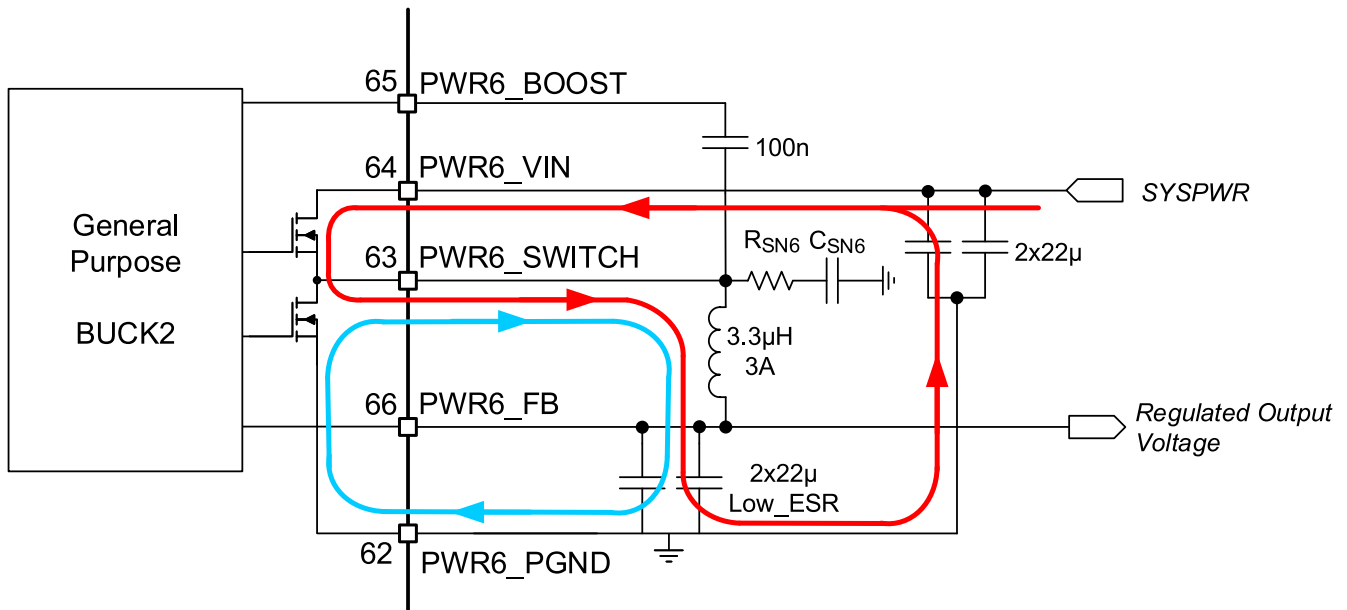 65 PWR6_BOOST
100n
64 PWR6_VIN
SYSPWR
General
Purpose
BUCK2
RSN6 CSN6
63 PWR6_SWITCH
2x22µ
3.3µH
3A
66 PWR6_FB
Regulated Output
Voltage
2x22µ
Low_ESR
62 PWR6_PGND